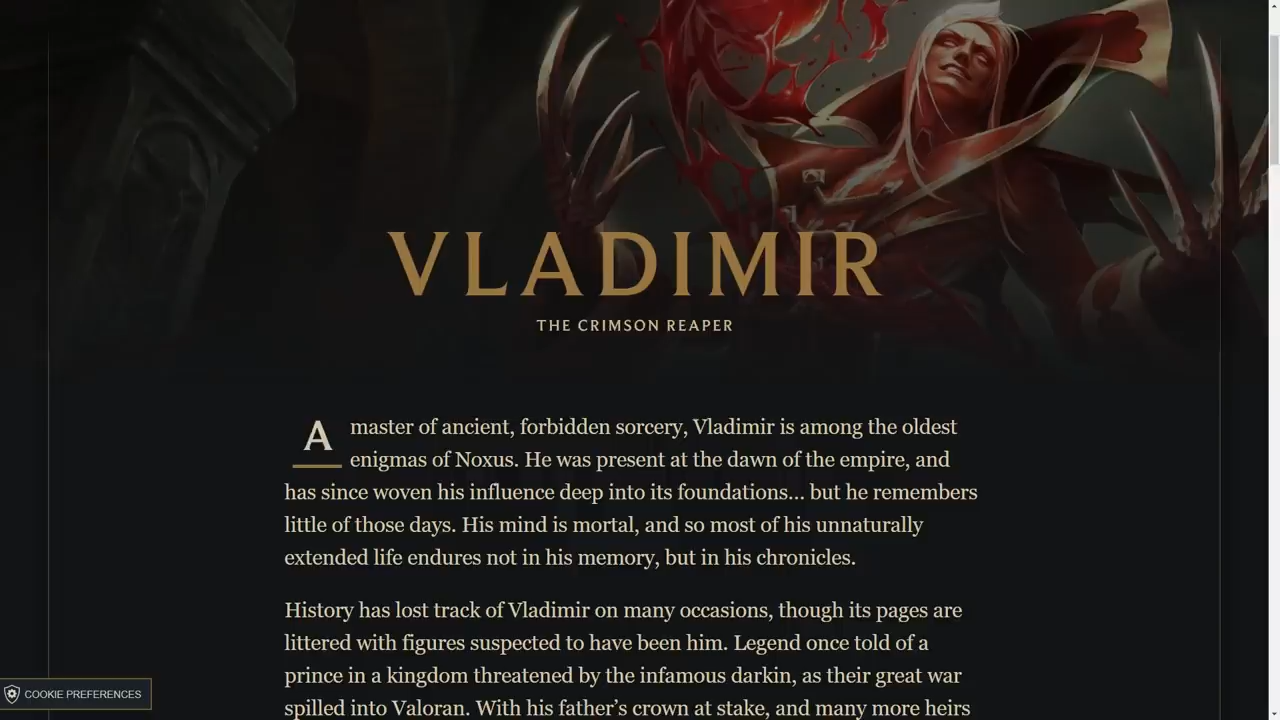 VLADIMIR
THE CRIMSON REAPER
A master of ancient, forbidden sorcery, Vladimir is among the oldest
enigmas of Noxus. He was present at the dawn of the empire, and
has since woven his influence deep into its foundations... but he remembers
little of those days. His mind is mortal, and so most of his unnaturally
extended life endures not in his memory, but in his chronicles.
History has lost track of Vladimir on many occasions, though its pages are
littered with figures suspected to have been him. Legend once told of a
prince in a kingdom threatened by the infamous darkin, as their great war
spilled into Valoran. With his father’s crown at stake, and many more heirs
COOKIE PREFERENCES